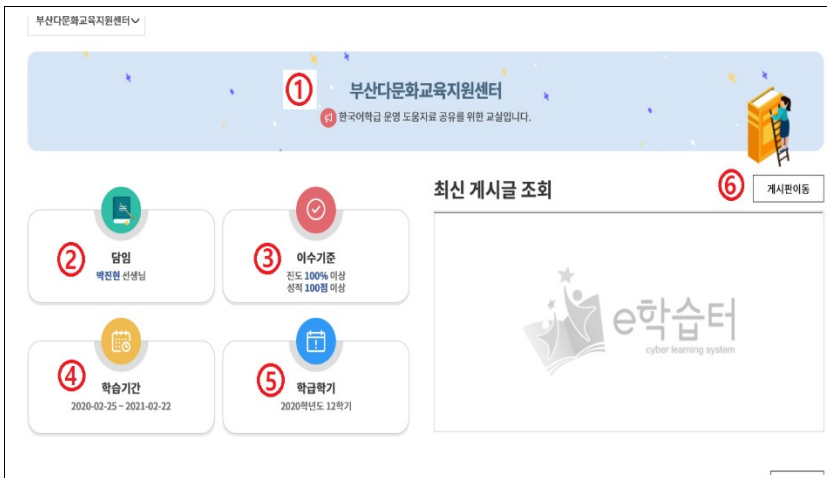 부산다문화교육지원센터
① 부산다문화교육지원센터
한국어학급 운영 도움자료 공유를 위한 교실입니다.
② 담임
박진현 선생님
③ 이수기준
진도 100% 이상
성적 100점 이상
④ 학습기간
2020-02-25 ~ 2021-02-22
⑤ 학급학기
2020학년도 12학기
최신 게시글 조회
⑥ 게시판이동
e학습터
cyber learning system